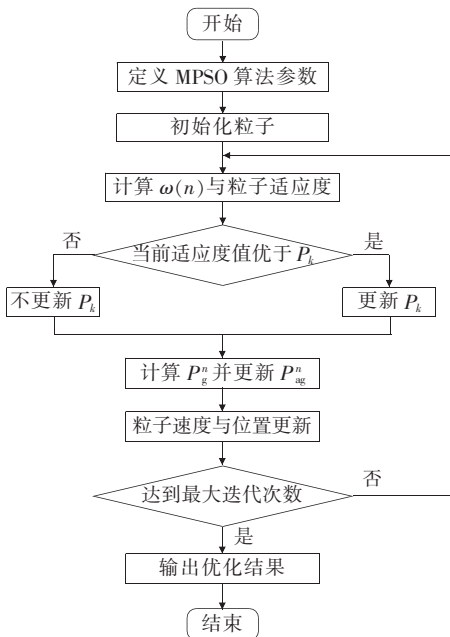 开始
定义 MPSO 算法参数
初始化粒子
计算 ω(n) 与粒子适应度
否
当前适应度值优于 Pₖ
是
不更新 Pₖ
更新 Pₖ
计算 P_g^n 并更新 P_ag^n
粒子速度与位置更新
达到最大迭代次数
否
是
输出优化结果
结束